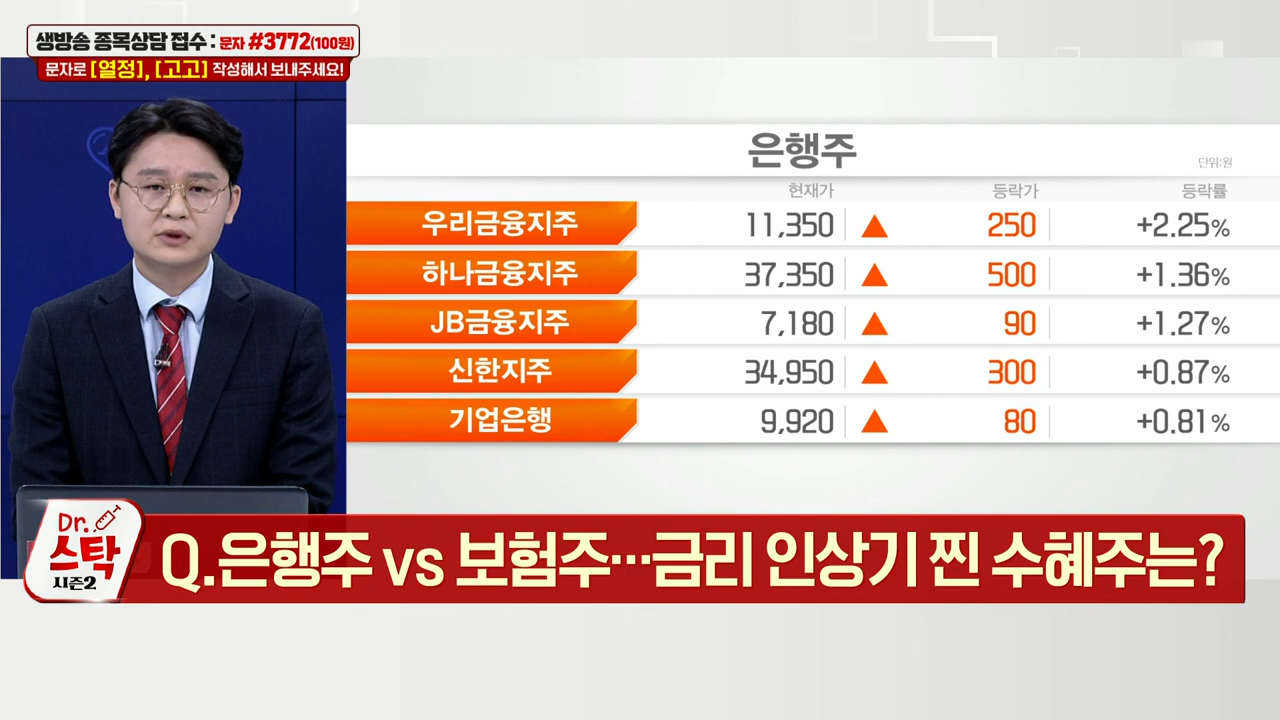 생방송 종목상담 접수 : 문자 #3772(100원)
문자로 [열정], [고고] 작성해서 보내주세요!
은행주
단위:원
현재가 등락가 등락률
우리금융지주 11,350 ▲ 250 +2.25%
하나금융지주 37,350 ▲ 500 +1.36%
JB금융지주 7,180 ▲ 90 +1.27%
신한지주 34,950 ▲ 300 +0.87%
기업은행 9,920 ▲ 80 +0.81%
Dr.
스탁
시즌2
Q.은행주 vs 보험주…금리 인상기 찐 수혜주는?